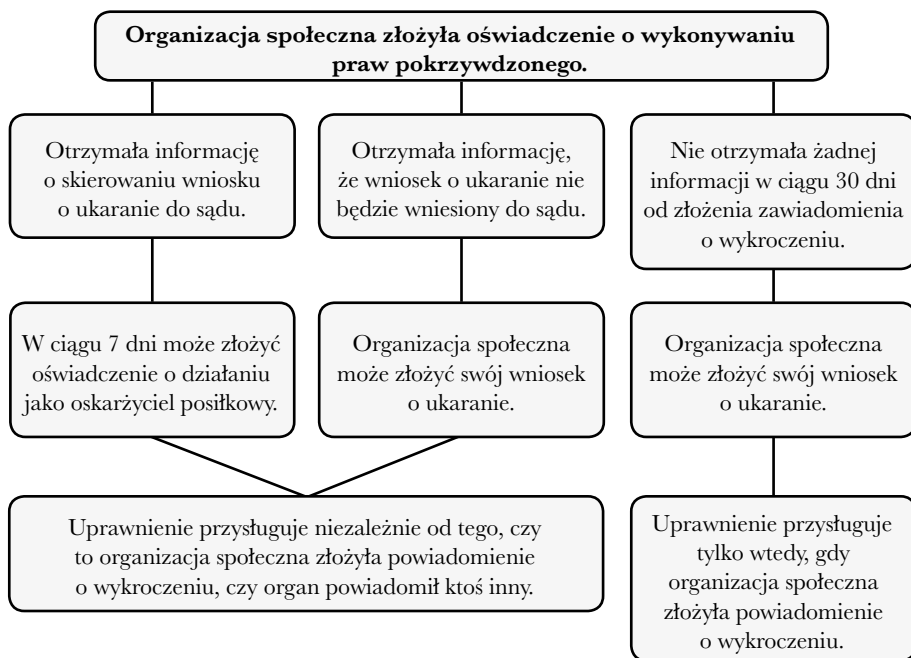 Organizacja społeczna złożyła oświadczenie o wykonywaniu
praw pokrzywdzonego.
Otrzymała informację
o skierowaniu wniosku
o ukaranie do sądu.
Otrzymała informację,
że wniosek o ukaranie nie
będzie wniesiony do sądu.
Nie otrzymała żadnej
informacji w ciągu 30 dni
od złożenia zawiadomienia
o wykroczeniu.
W ciągu 7 dni może złożyć
oświadczenie o działaniu
jako oskarżyciel posiłkowy.
Organizacja społeczna
może złożyć swój wniosek
o ukaranie.
Organizacja społeczna
może złożyć swój wniosek
o ukaranie.
Uprawnienie przysługuje niezależnie od tego, czy
to organizacja społeczna złożyła powiadomienie
o wykroczeniu, czy organ powiadomił ktoś inny.
Uprawnienie przysługuje
tylko wtedy, gdy
organizacja społeczna
złożyła powiadomienie
o wykroczeniu.